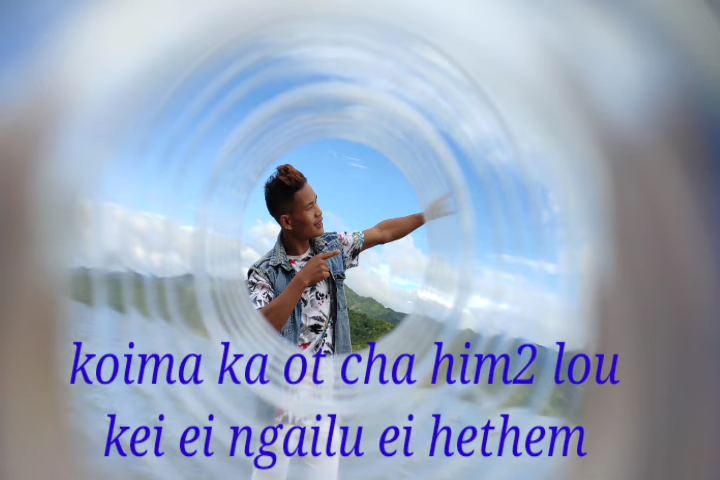 koima ka ot cha him2 lou
kei ei ngailu ei hethem